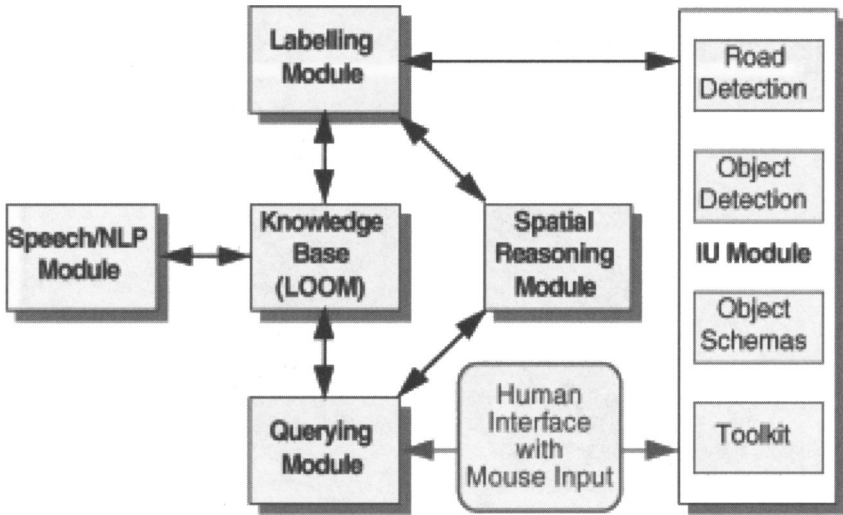 Labelling
Module
Road
Detection
Object
Detection
Speech/NLP
Module
Knowledge
Base
(LOOM)
Spatial
Reasoning
Module
IU Module
Object
Schemas
Querying
Module
Human
Interface
with
Mouse Input
Toolkit